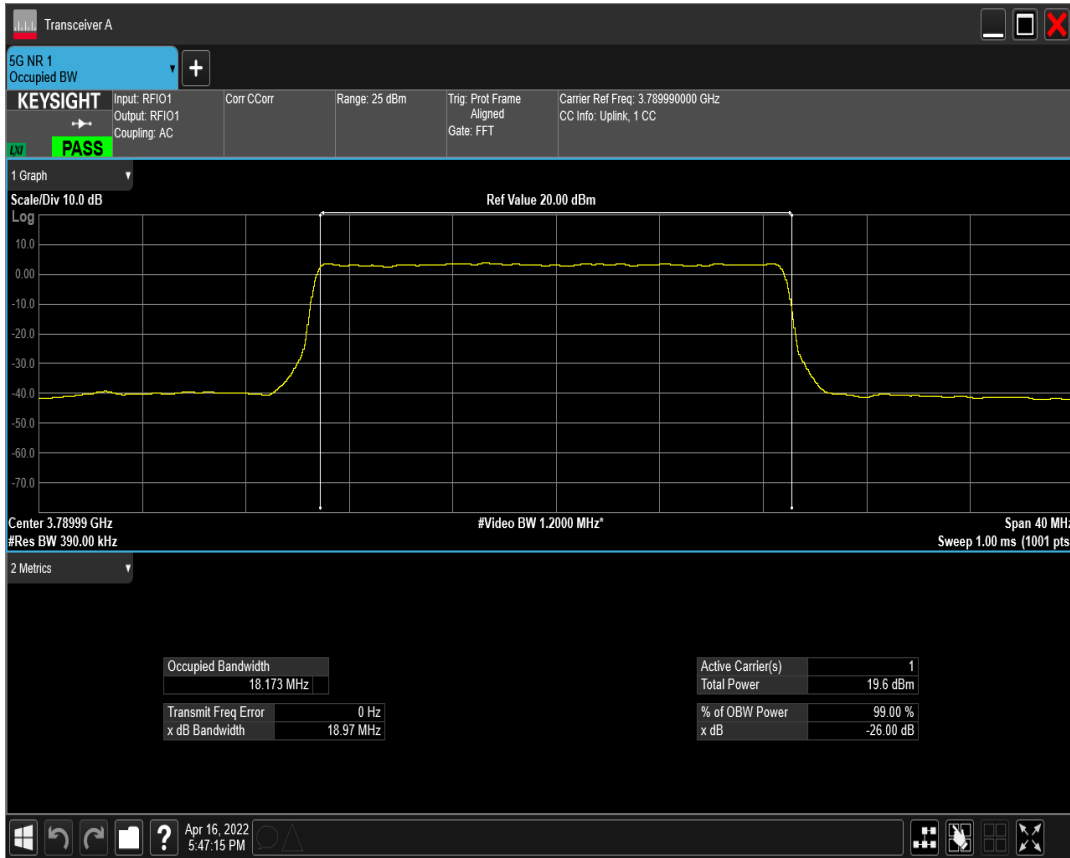 Transceiver A
5G NR 1
Occupied BW
KEYSIGHT
LXI
PASS
Input: RFIO1
Output: RFIO1
Coupling: AC
Corr CCorr
Range: 25 dBm
Trig: Prot Frame
Aligned
Gate: FFT
Carrier Ref Freq: 3.789990000 GHz
CC Info: Uplink, 1 CC
1 Graph
Scale/Div 10.0 dB
Ref Value 20.00 dBm
Log
10.0
0.00
-10.0
-20.0
-30.0
-40.0
-50.0
-60.0
-70.0
Center 3.78999 GHz
#Video BW 1.2000 MHz*
Span 40 MHz
#Res BW 390.00 kHz
Sweep 1.00 ms (1001 pts
2 Metrics
Occupied Bandwidth
18.173 MHz
Transmit Freq Error 0 Hz
x dB Bandwidth 18.97 MHz
Active Carrier(s) 1
Total Power 19.6 dBm
% of OBW Power 99.00 %
x dB -26.00 dB
?
Apr 16, 2022
5:47:15 PM